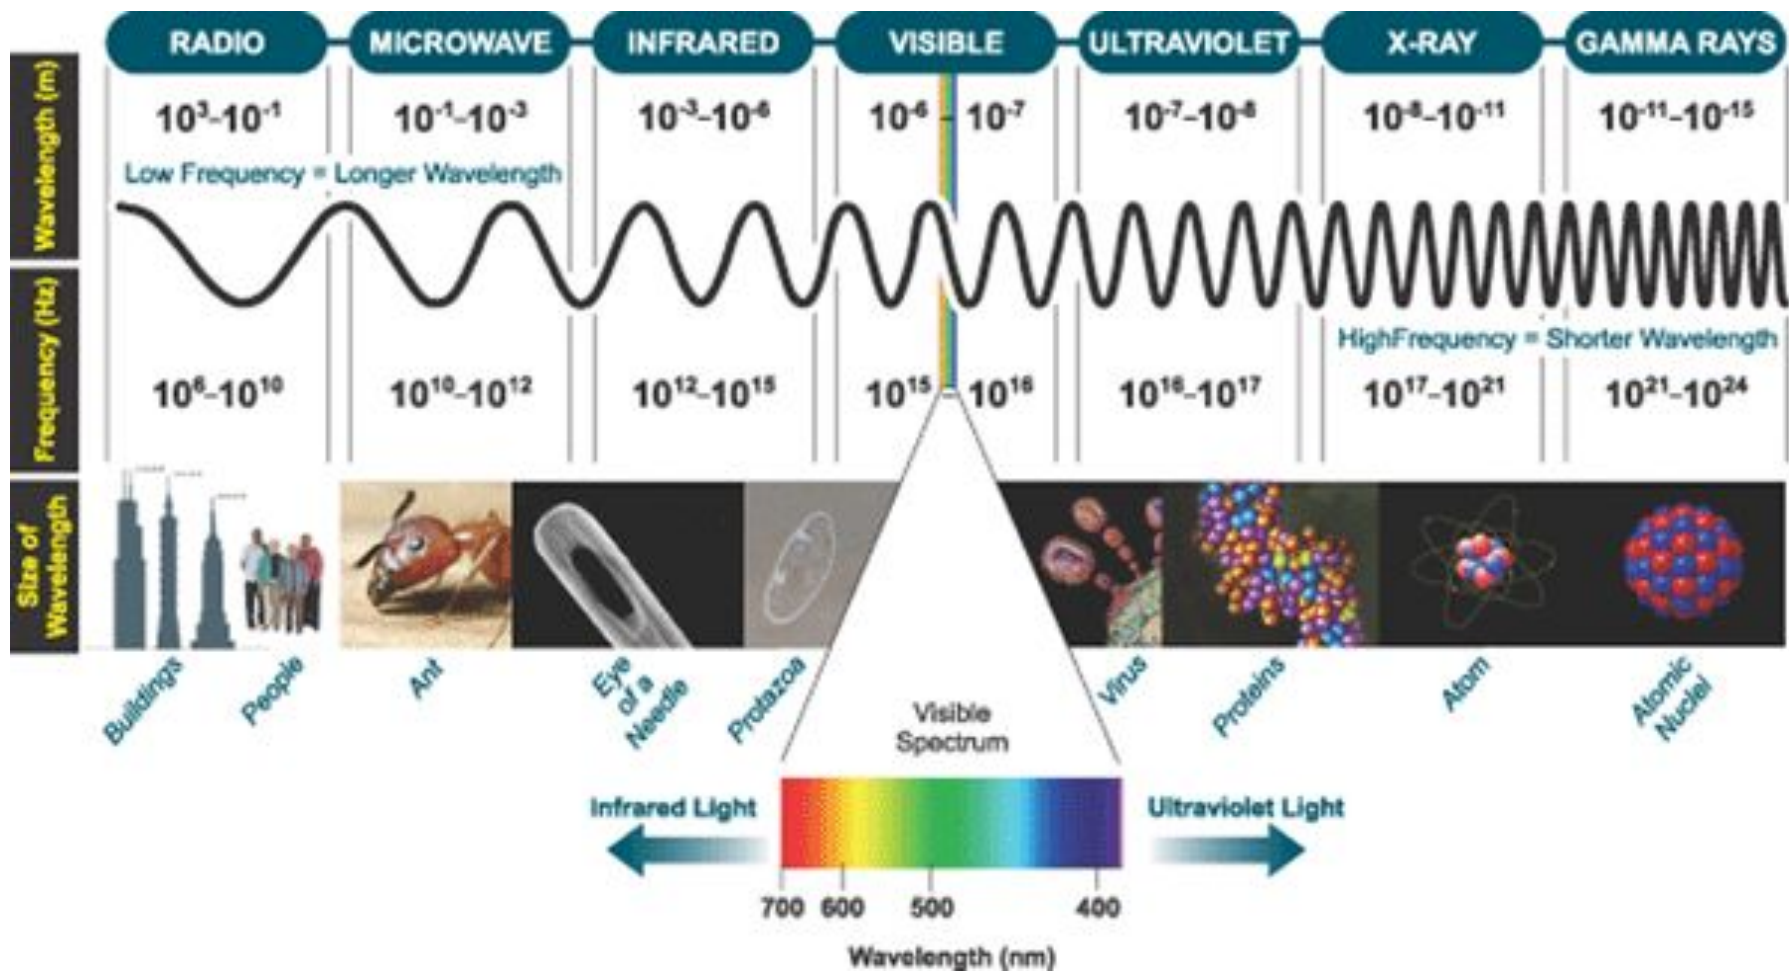 RADIO MICROWAVE INFRARED VISIBLE ULTRAVIOLET X-RAY GAMMA RAYS
Wavelength (m)
10³–10⁻¹ 10⁻¹–10⁻³ 10⁻³–10⁻⁶ 10⁻⁶ – 10⁻⁷ 10⁻⁷–10⁻⁸ 10⁻⁸–10⁻¹¹ 10⁻¹¹–10⁻¹⁵
Low Frequency = Longer Wavelength
HighFrequency = Shorter Wavelength
Frequency (Hz)
10⁶–10¹⁰ 10¹⁰–10¹² 10¹²–10¹⁵ 10¹⁵ – 10¹⁶ 10¹⁶–10¹⁷ 10¹⁷–10²¹ 10²¹–10²⁴
Size of
Wavelength
Buildings
People
Ant
Eye
of a
Needle
Protazoa
Virus
Proteins
Atom
Atomic
Nuclei
Visible
Spectrum
Infrared Light
Ultraviolet Light
700 600 500 400
Wavelength (nm)